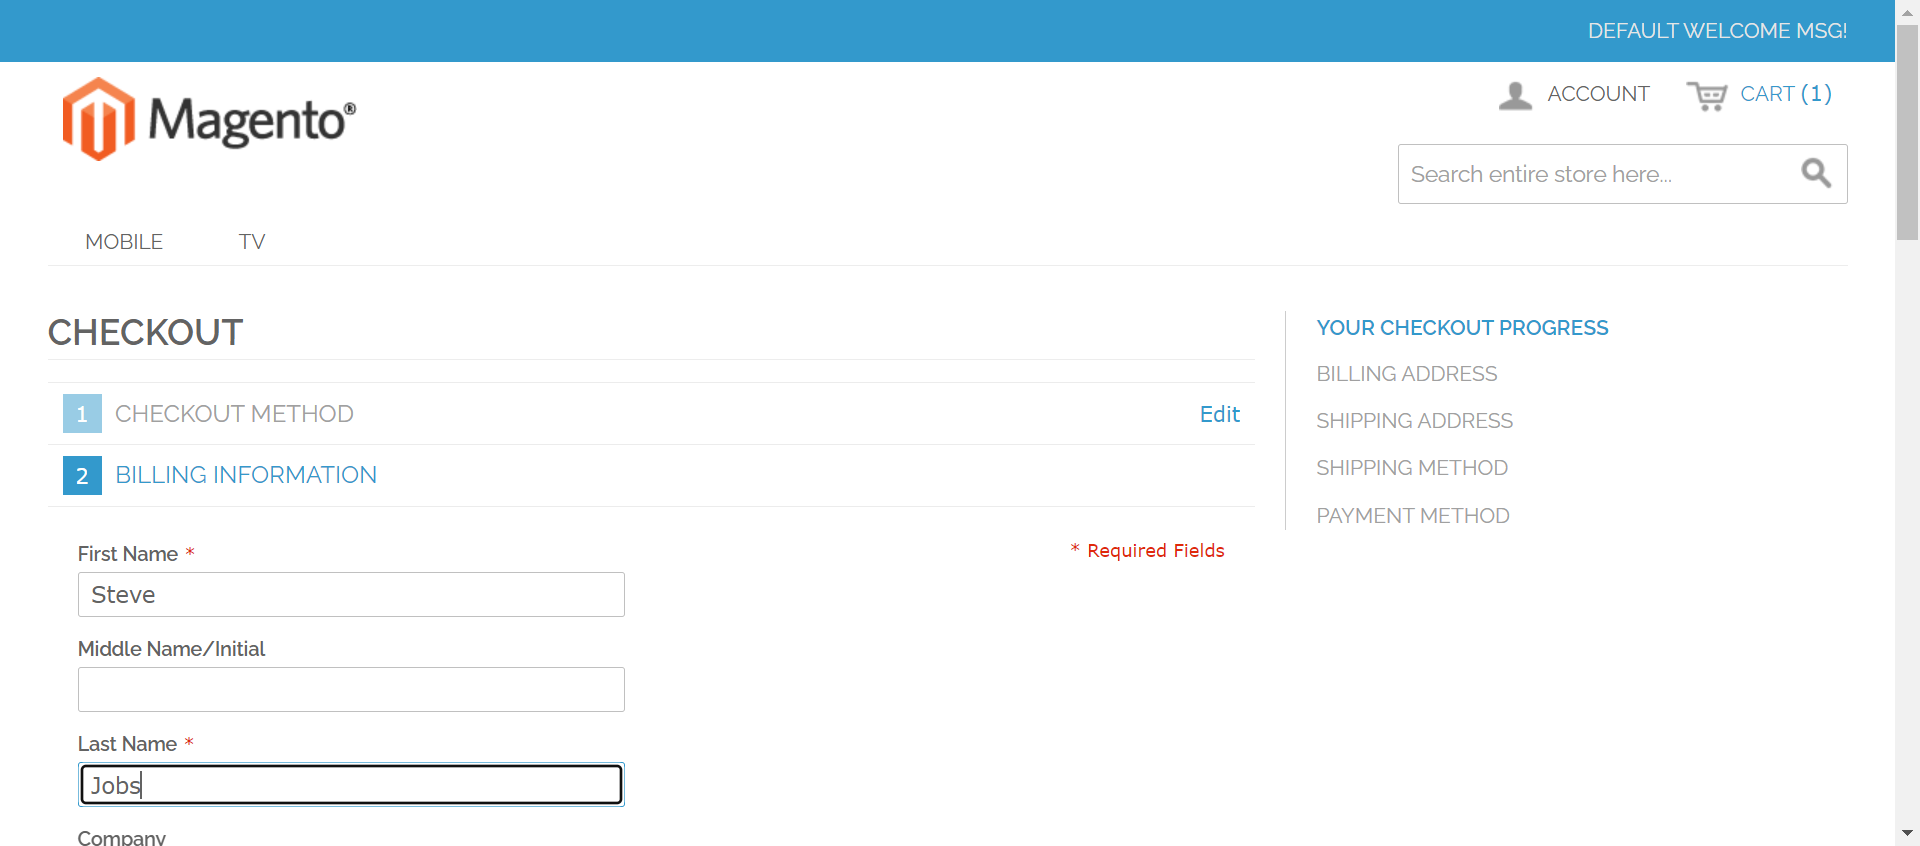 DEFAULT WELCOME MSG!
Magento®
ACCOUNT
CART (1)
Search entire store here...
MOBILE
TV
CHECKOUT
1 CHECKOUT METHOD
Edit
2 BILLING INFORMATION
First Name *
* Required Fields
Steve
Middle Name/Initial
Last Name *
Jobs
Company
YOUR CHECKOUT PROGRESS
BILLING ADDRESS
SHIPPING ADDRESS
SHIPPING METHOD
PAYMENT METHOD